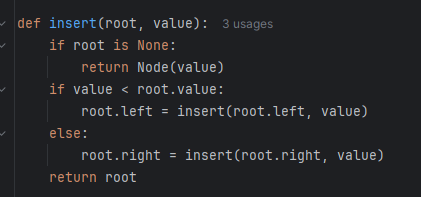 def insert(root, value):  3 usages
    if root is None:
        return Node(value)
    if value < root.value:
        root.left = insert(root.left, value)
    else:
        root.right = insert(root.right, value)
    return root